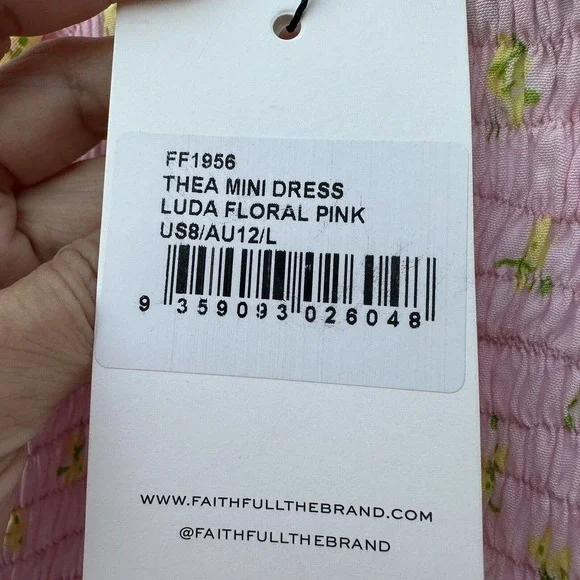 FF1956
THEA MINI DRESS
LUDA FLORAL PINK
US8/AU12/L
9 359093 026048
WWW.FAITHFULLTHEBRAND.COM
@FAITHFULLTHEBRAND